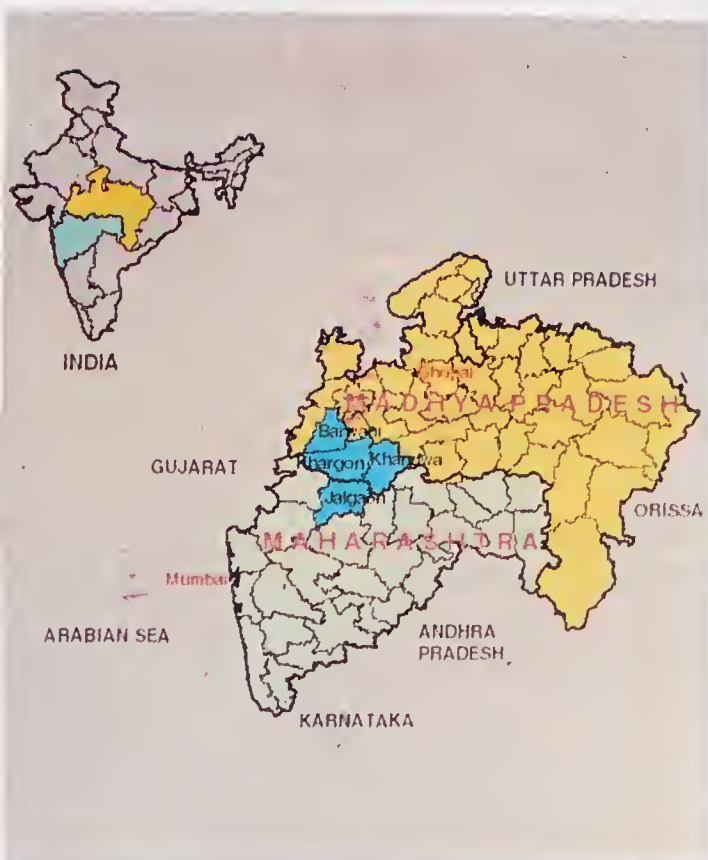 INDIA
UTTAR PRADESH
Bhopal
MADHYA PRADESH
Barwani
GUJARAT
Khargon
Khandwa
Jalgaon
ORISSA
MAHARASHTRA
Mumbai
ARABIAN SEA
ANDHRA
PRADESH
KARNATAKA